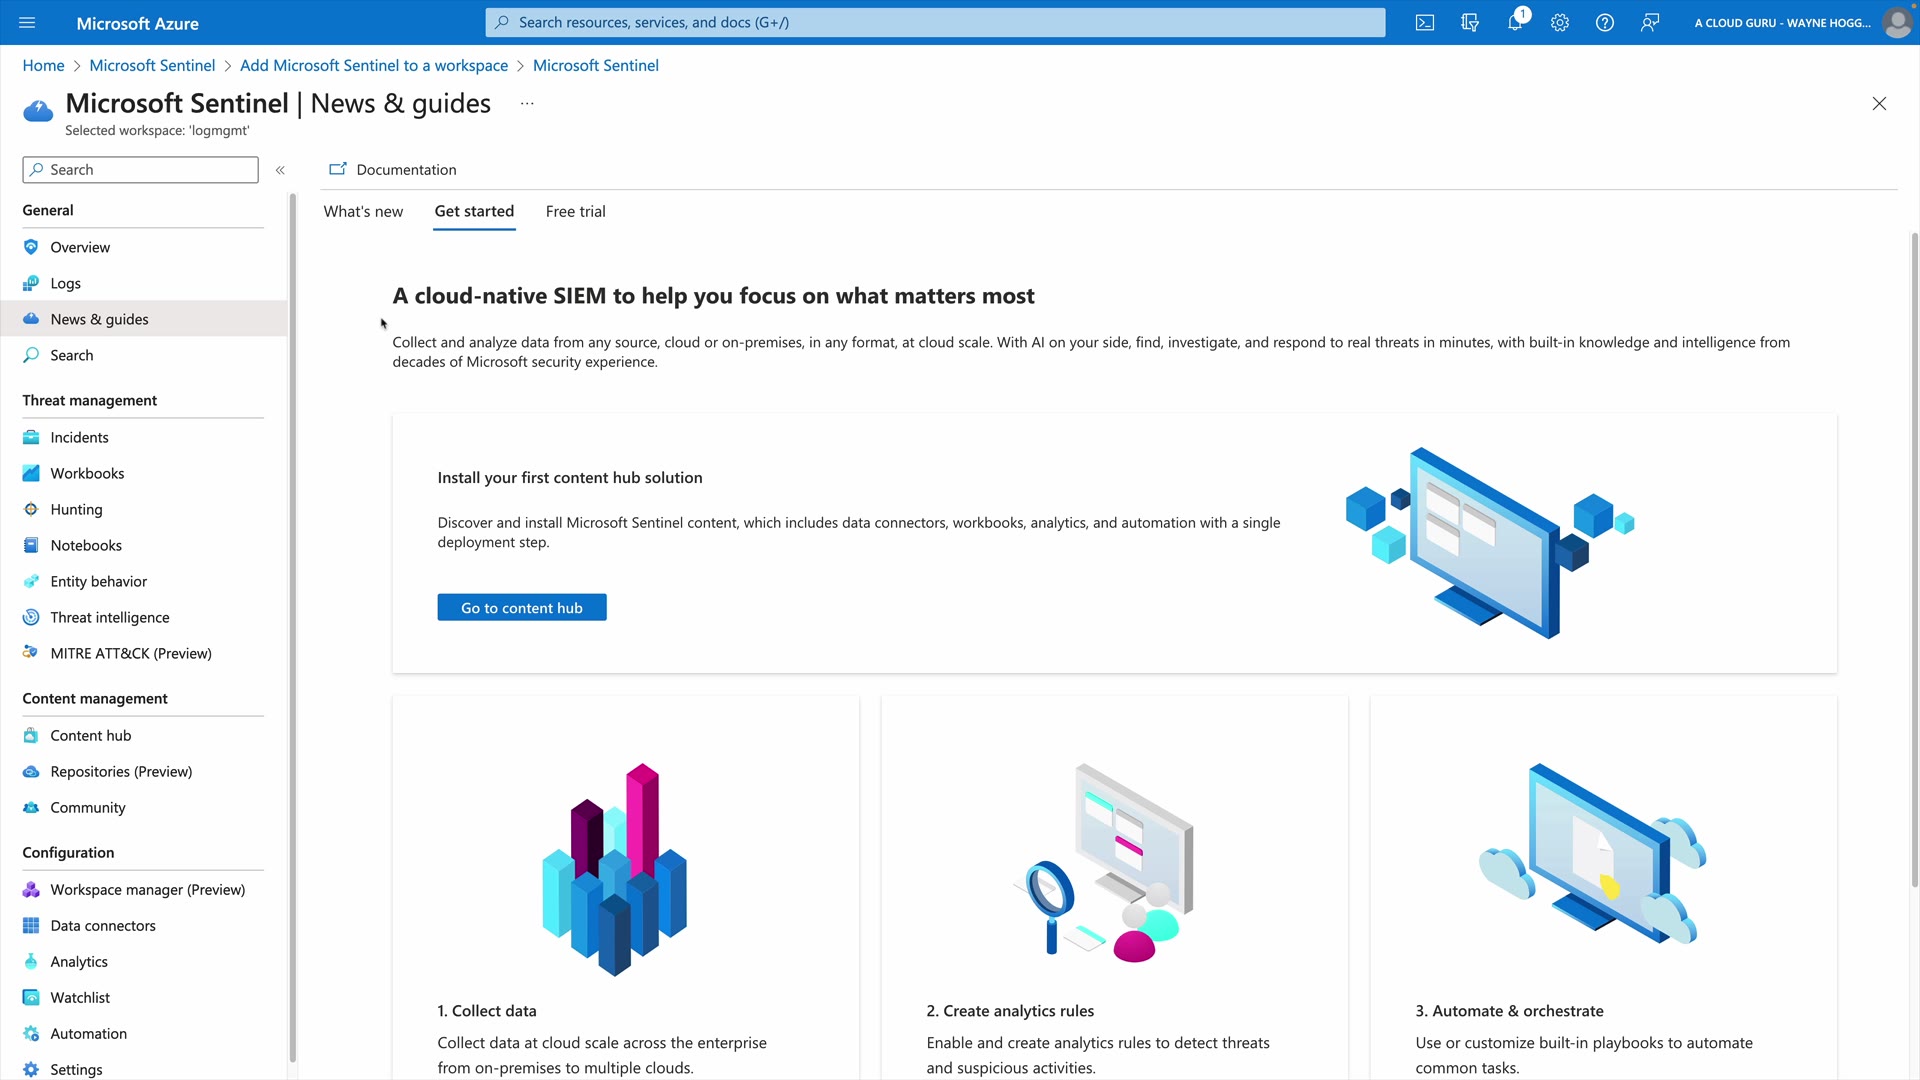 Microsoft Azure
Search resources, services, and docs (G+/)
1
A CLOUD GURU - WAYNE HOGG...
Home > Microsoft Sentinel > Add Microsoft Sentinel to a workspace > Microsoft Sentinel
Microsoft Sentinel | News & guides ...
Selected workspace: 'logmgmt'
Search
«
Documentation
General
Overview
Logs
News & guides
Search
Threat management
Incidents
Workbooks
Hunting
Notebooks
Entity behavior
Threat intelligence
MITRE ATT&CK (Preview)
Content management
Content hub
Repositories (Preview)
Community
Configuration
Workspace manager (Preview)
Data connectors
Analytics
Watchlist
Automation
Settings
What's new
Get started
Free trial
A cloud-native SIEM to help you focus on what matters most
Collect and analyze data from any source, cloud or on-premises, in any format, at cloud scale. With AI on your side, find, investigate, and respond to real threats in minutes, with built-in knowledge and intelligence from
decades of Microsoft security experience.
Install your first content hub solution
Discover and install Microsoft Sentinel content, which includes data connectors, workbooks, analytics, and automation with a single
deployment step.
Go to content hub
1. Collect data
Collect data at cloud scale across the enterprise
from on-premises to multiple clouds.
2. Create analytics rules
Enable and create analytics rules to detect threats
and suspicious activities.
3. Automate & orchestrate
Use or customize built-in playbooks to automate
common tasks.